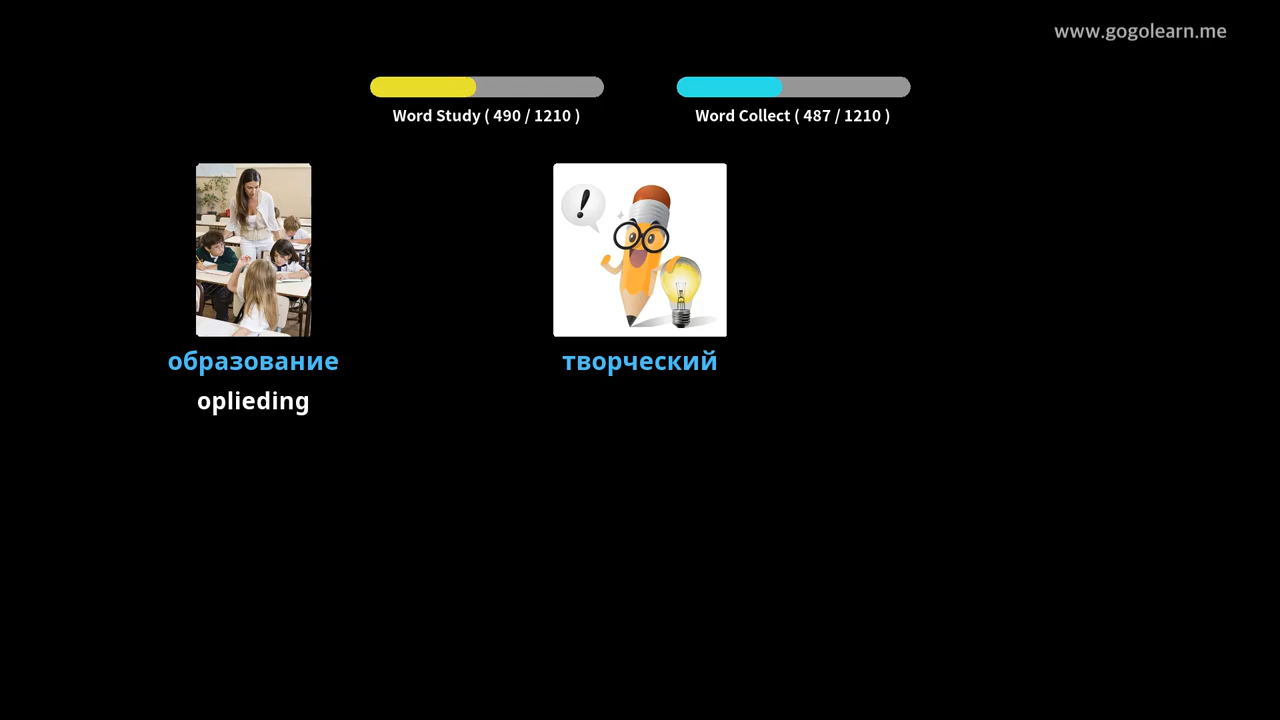 www.gogolearn.me
Word Study ( 490 / 1210 )
Word Collect ( 487 / 1210 )
образование
творческий
oplieding